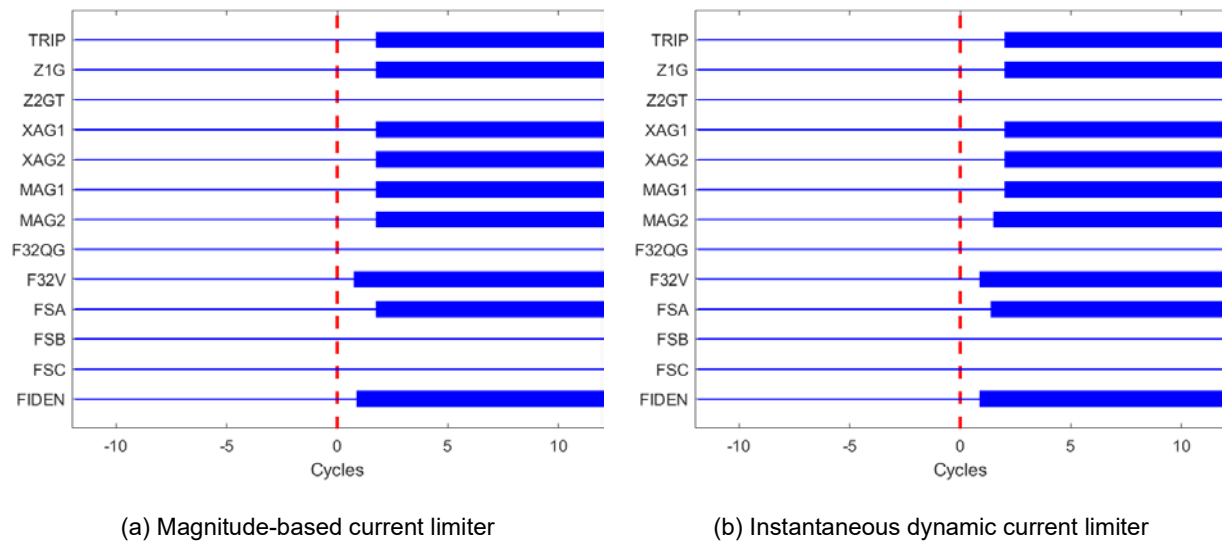 TRIP
Z1G
Z2GT
XAG1
XAG2
MAG1
MAG2
F32QG
F32V
FSA
FSB
FSC
FIDEN
-10 -5 0 5 10
Cycles
(a) Magnitude-based current limiter
TRIP
Z1G
Z2GT
XAG1
XAG2
MAG1
MAG2
F32QG
F32V
FSA
FSB
FSC
FIDEN
-10 -5 0 5 10
Cycles
(b) Instantaneous dynamic current limiter